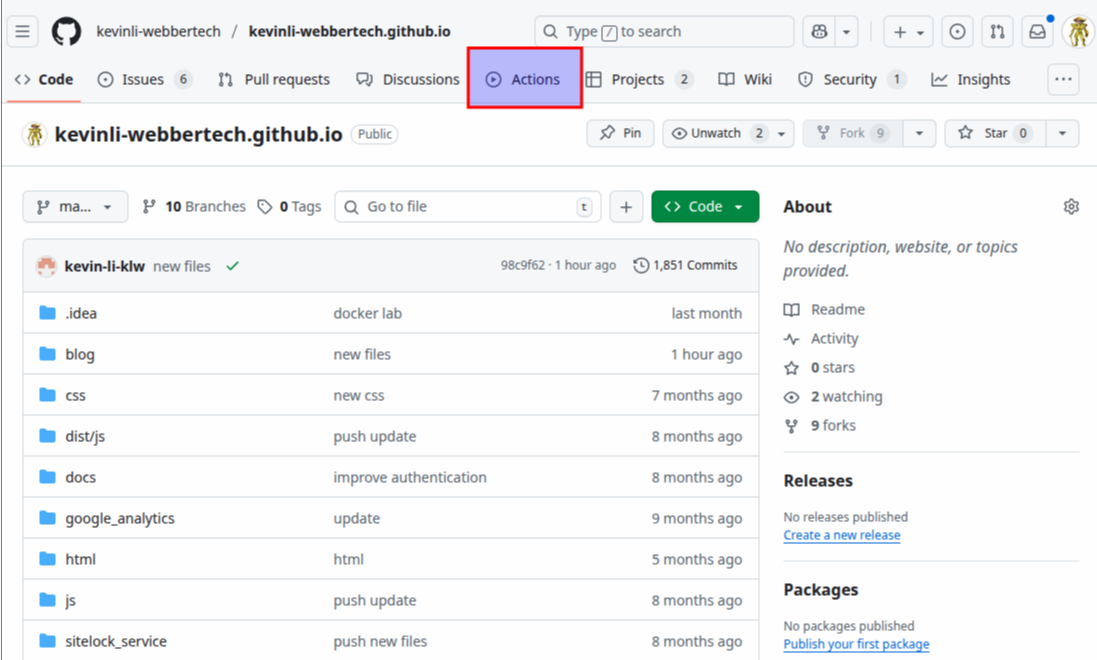 kevinli-webbertech / kevinli-webbertech.github.io Type / to search
Code Issues 6 Pull requests Discussions Actions Projects 2 Wiki Security 1 Insights ...
kevinli-webbertech.github.io Public Pin Unwatch 2 Fork 9 Star 0
ma... 10 Branches 0 Tags Go to file t + Code
kevin-li-klw new files 98c9f62 · 1 hour ago 1,851 Commits
.idea docker lab last month
blog new files 1 hour ago
css new css 7 months ago
dist/js push update 8 months ago
docs improve authentication 8 months ago
google_analytics update 9 months ago
html html 5 months ago
js push update 8 months ago
sitelock_service push new files 8 months ago
About
No description, website, or topics
provided.
Readme
Activity
0 stars
2 watching
9 forks
Releases
No releases published
Create a new release
Packages
No packages published
Publish your first package